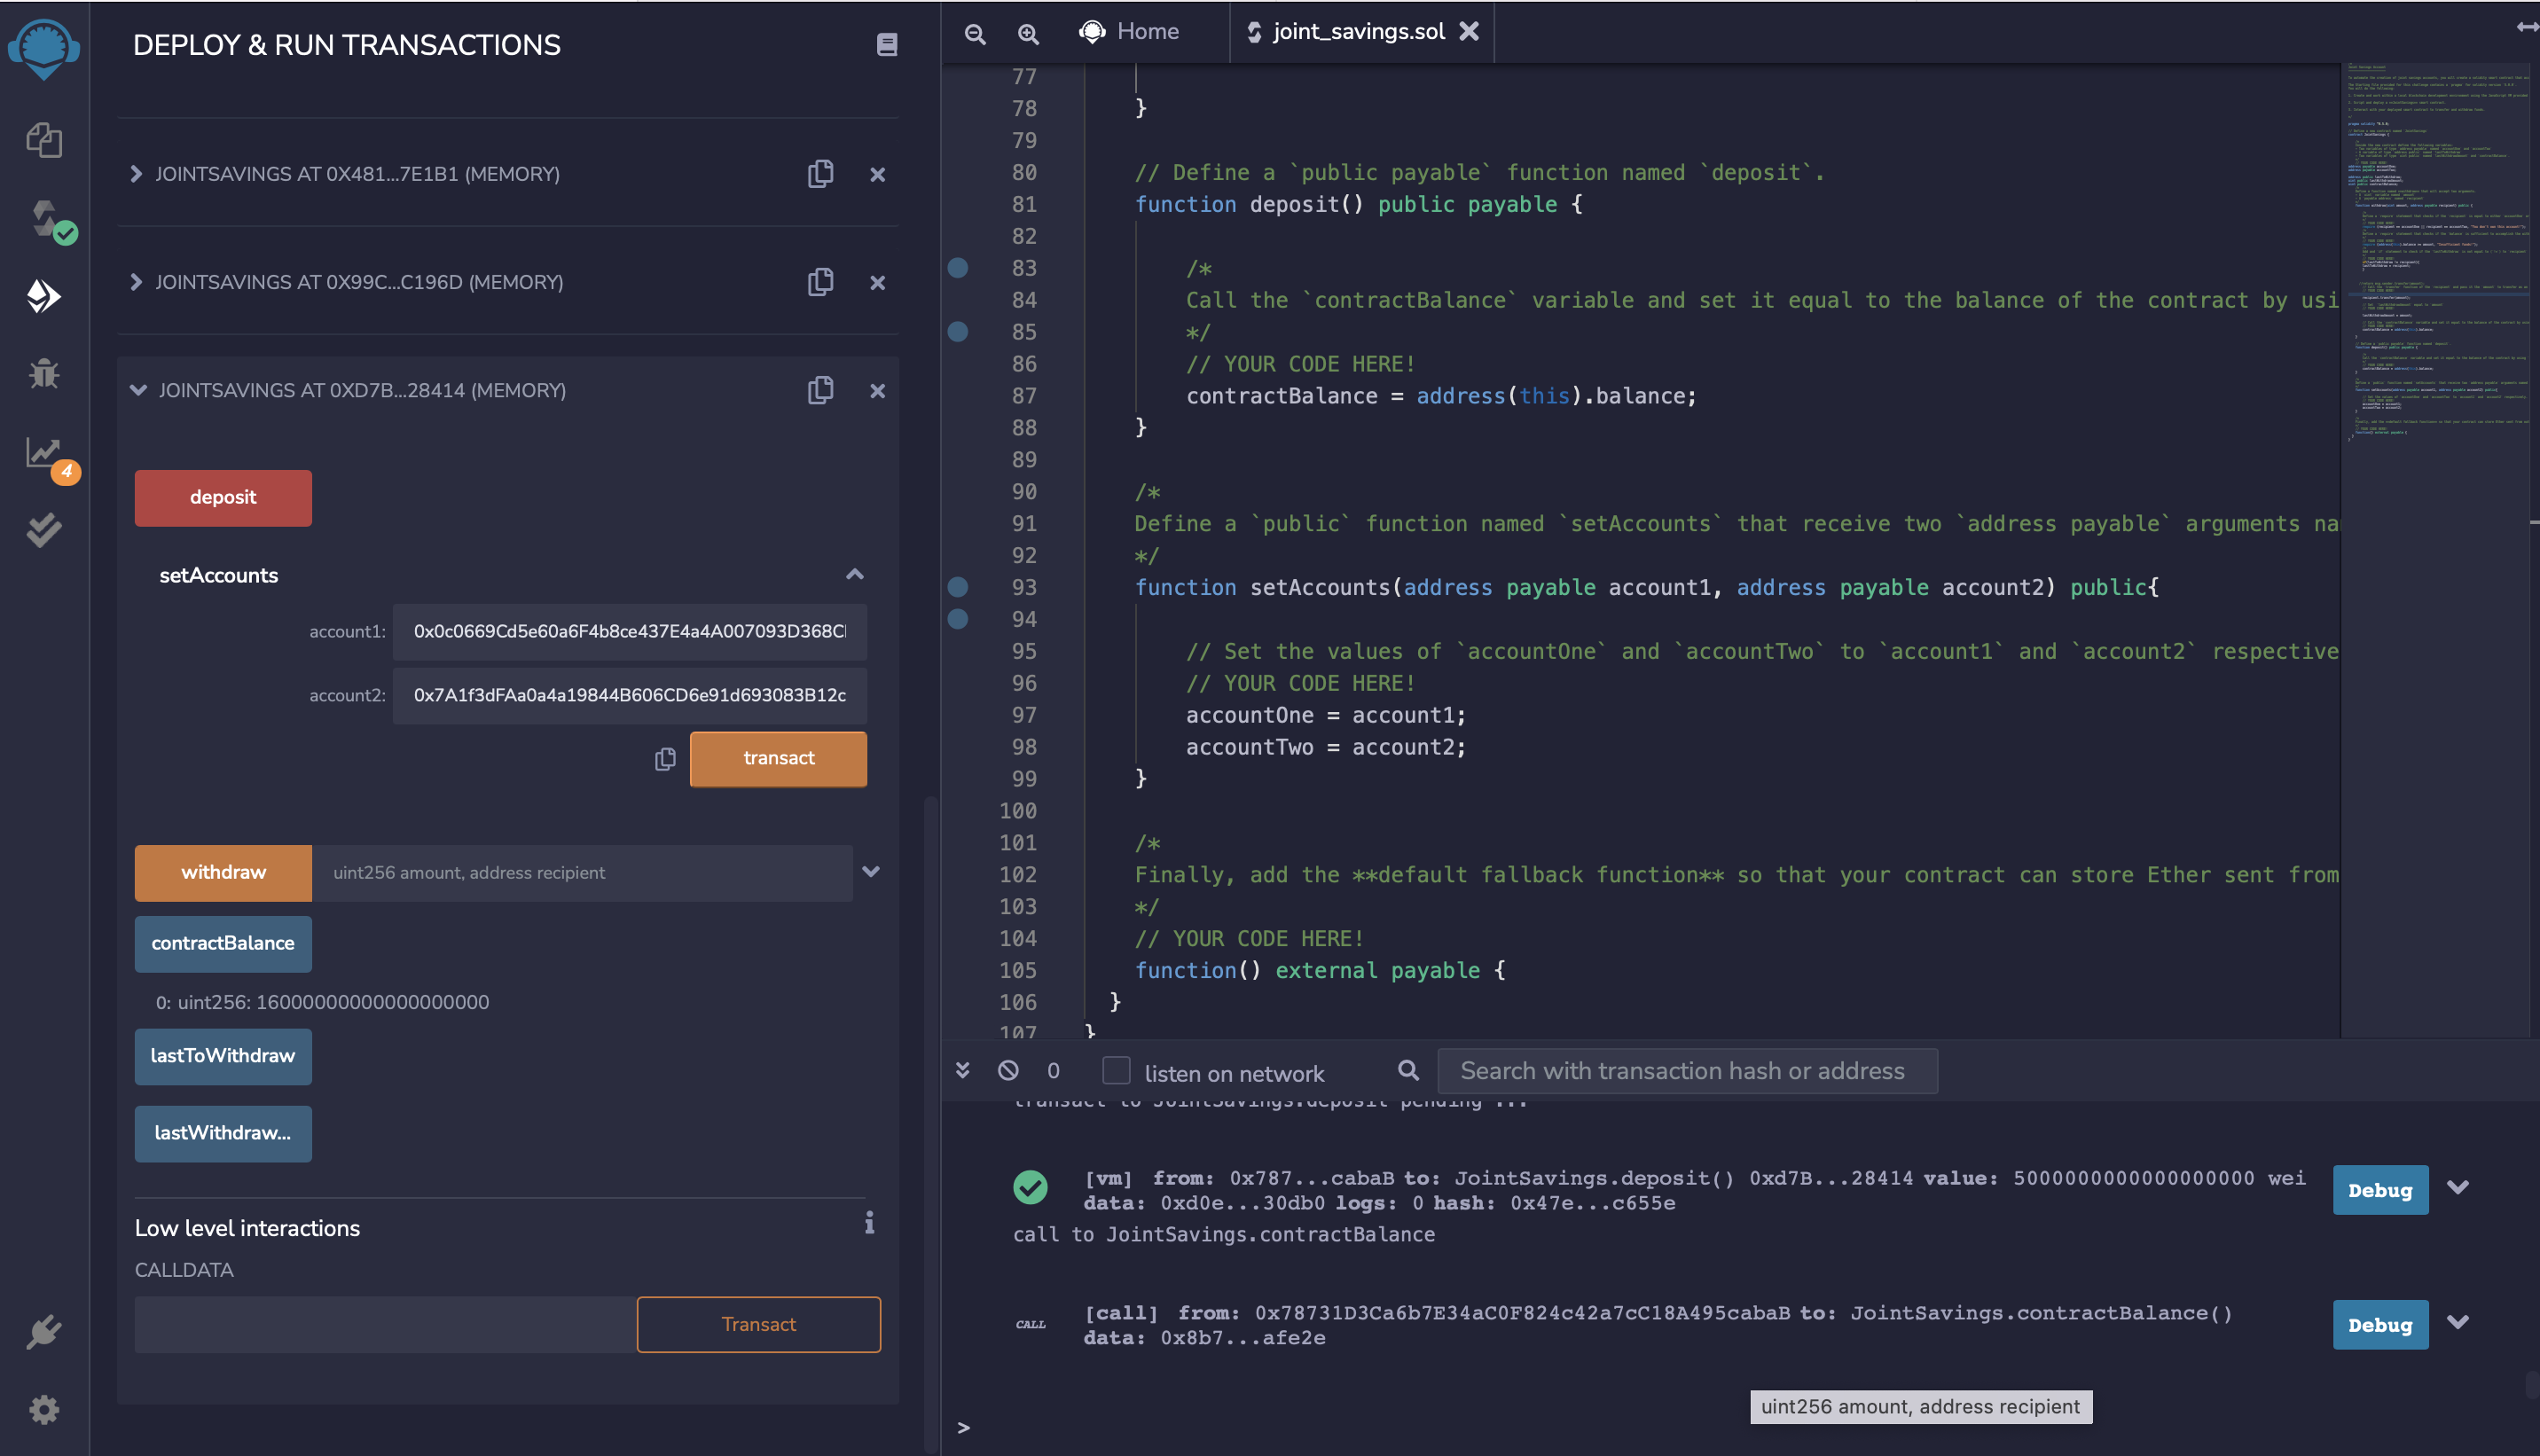 DEPLOY & RUN TRANSACTIONS
JOINTSAVINGS AT 0X481...7E1B1 (MEMORY)
JOINTSAVINGS AT 0X99C...C196D (MEMORY)
JOINTSAVINGS AT 0XD7B...28414 (MEMORY)
4
deposit
setAccounts
account1: 0x0c0669Cd5e60a6F4b8ce437E4a4A007093D368C
account2: 0x7A1f3dFAa0a4a19844B606CD6e91d693083B12c
transact
withdraw uint256 amount, address recipient
contractBalance
0: uint256: 16000000000000000000
lastToWithdraw
lastWithdraw...
Low level interactions
CALLDATA
Transact
Home
joint_savings.sol
77
78 }
79
80 // Define a `public payable` function named `deposit`.
81 function deposit() public payable {
82
83 /*
84 Call the `contractBalance` variable and set it equal to the balance of the contract by usi
85 */
86 // YOUR CODE HERE!
87 contractBalance = address(this).balance;
88 }
89
90 /*
91 Define a `public` function named `setAccounts` that receive two `address payable` arguments na
92 */
93 function setAccounts(address payable account1, address payable account2) public{
94
95 // Set the values of `accountOne` and `accountTwo` to `account1` and `account2` respective
96 // YOUR CODE HERE!
97 accountOne = account1;
98 accountTwo = account2;
99 }
100
101 /*
102 Finally, add the **default fallback function** so that your contract can store Ether sent from
103 */
104 // YOUR CODE HERE!
105 function() external payable {
106 }
107 }
0 listen on network Search with transaction hash or address
transact to JointSavings.deposit pending ...
[vm] from: 0x787...cabaB to: JointSavings.deposit() 0xd7B...28414 value: 5000000000000000000 wei
data: 0xd0e...30db0 logs: 0 hash: 0x47e...c655e
Debug
call to JointSavings.contractBalance
CALL [call] from: 0x78731D3Ca6b7E34aC0F824c42a7cC18A495cabaB to: JointSavings.contractBalance()
data: 0x8b7...afe2e
Debug
uint256 amount, address recipient
>